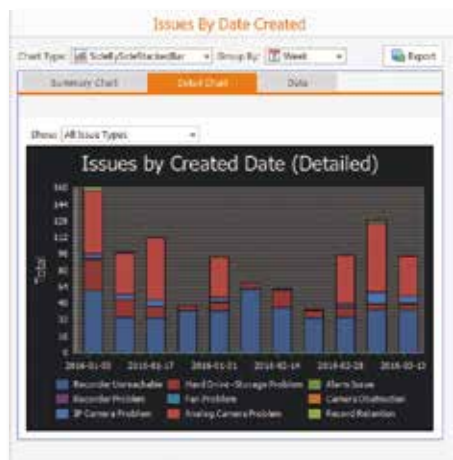 Issues By Date Created
Chart Type: SideBySideStackedBar Group By: Week Export
Summary Chart Detail Chart Data
Show: All Issue Types
Issues by Created Date (Detailed)
Total
160
144
128
112
96
80
64
48
32
16
0
2016-01-03 2016-01-17 2016-01-31 2016-02-14 2016-02-28 2016-03-13
Recorder Unreachable Hard Drive-Storage Problem Alarm Issue
Recorder Problem Fan Problem Camera Obstruction
IP Camera Problem Analog Camera Problem Record Retention